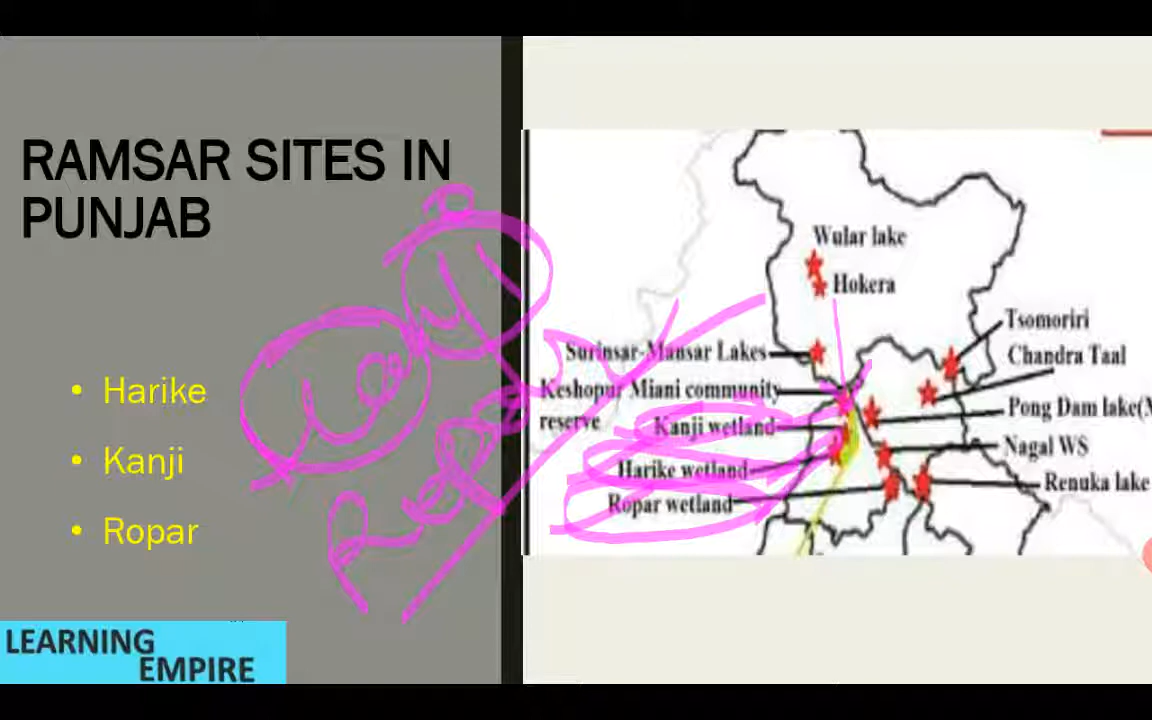 RAMSAR SITES IN
PUNJAB
• Harike
• Kanji
• Ropar
LEARNING
EMPIRE
Wular lake
Hokera
Tsomoriri
Surinsar-Mansar Lakes
Chandra Taal
Keshopur Miani community
reserve
Pong Dam lake(M
Kanji wetland
Nagal WS
Harike wetland
Renuka lake
Ropar wetland